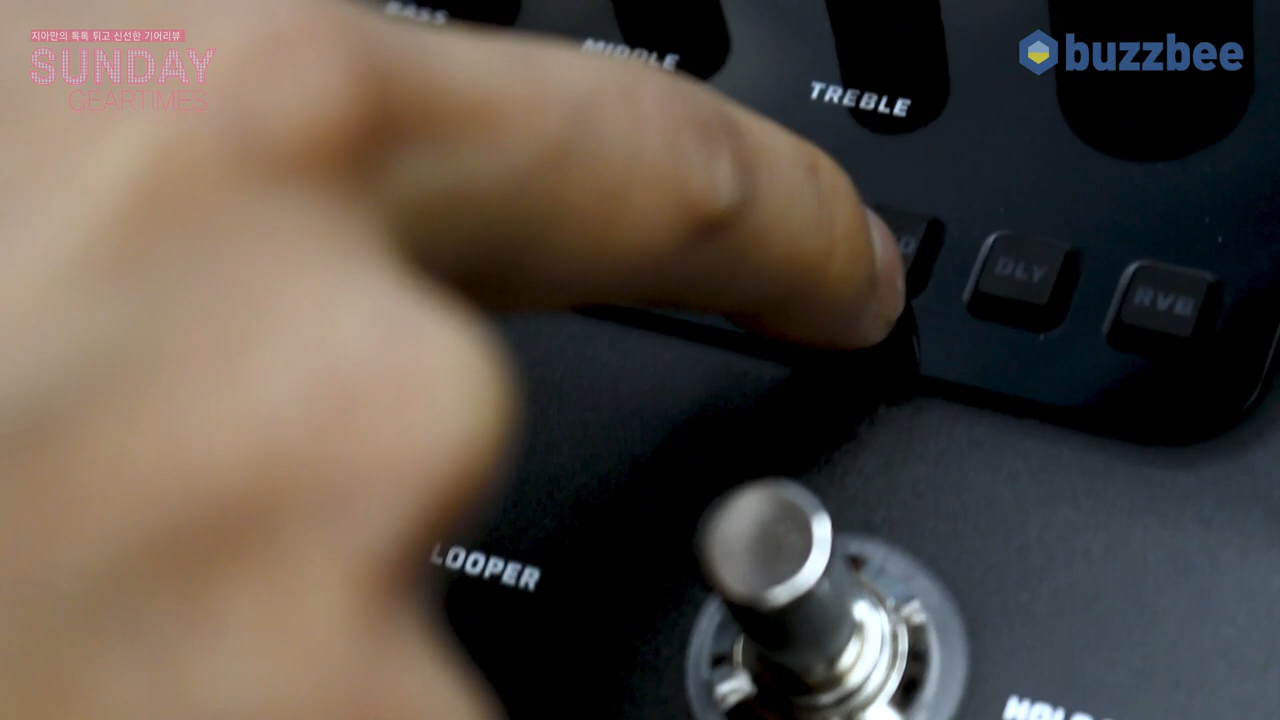 지아만의 톡톡 튀고 신선한 기어리뷰
SUNDAY
GEARTIMES
buzzbee
BASS
MIDDLE
TREBLE
DLY
RVB
LOOPER